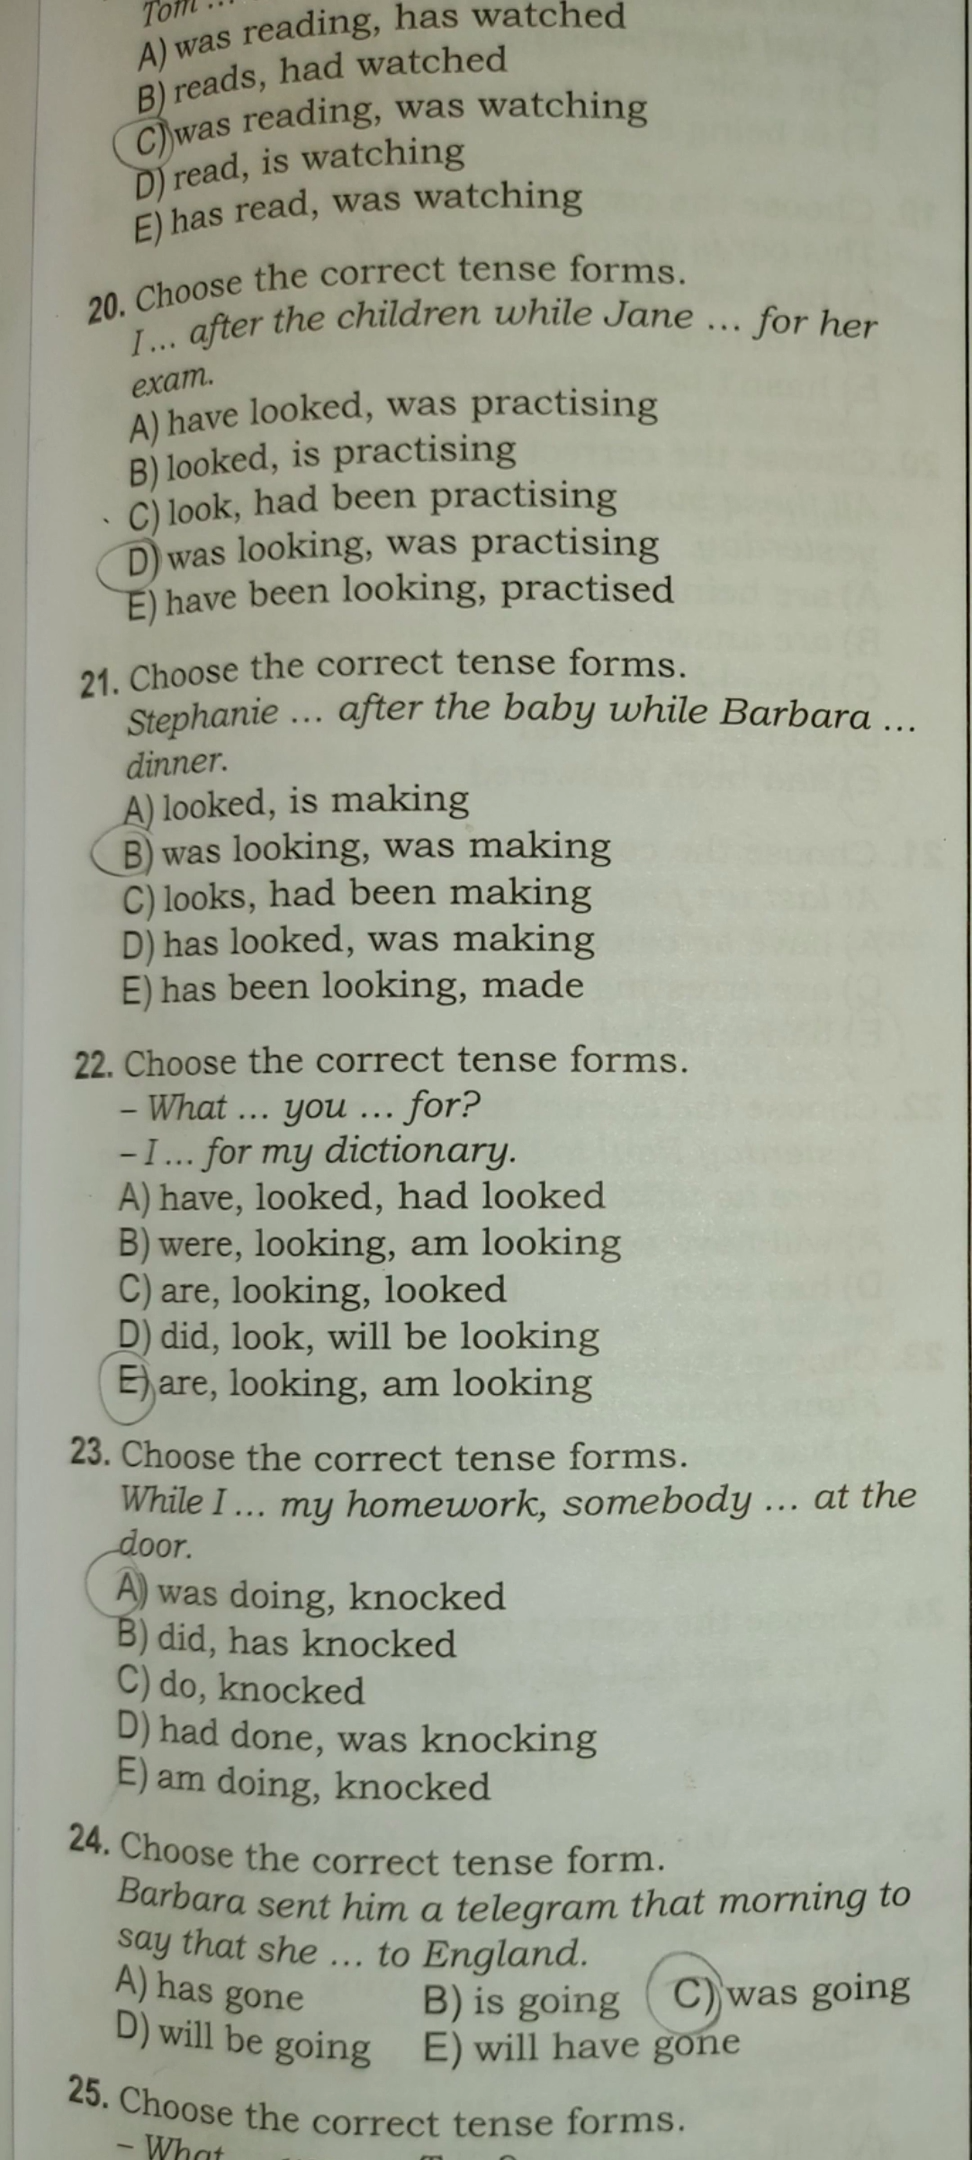 Tom ...
A) was reading, has watched
B) reads, had watched
C) was reading, was watching
D) read, is watching
E) has read, was watching
20. Choose the correct tense forms.
I ... after the children while Jane ... for her
exam.
A) have looked, was practising
B) looked, is practising
C) look, had been practising
D) was looking, was practising
E) have been looking, practised
21. Choose the correct tense forms.
Stephanie ... after the baby while Barbara ...
dinner.
A) looked, is making
B) was looking, was making
C) looks, had been making
D) has looked, was making
E) has been looking, made
22. Choose the correct tense forms.
– What ... you ... for?
– I ... for my dictionary.
A) have, looked, had looked
B) were, looking, am looking
C) are, looking, looked
D) did, look, will be looking
E) are, looking, am looking
23. Choose the correct tense forms.
While I ... my homework, somebody ... at the
door.
A) was doing, knocked
B) did, has knocked
C) do, knocked
D) had done, was knocking
E) am doing, knocked
24. Choose the correct tense form.
Barbara sent him a telegram that morning to
say that she ... to England.
A) has gone B) is going C) was going
D) will be going E) will have gone
25. Choose the correct tense forms.
– What